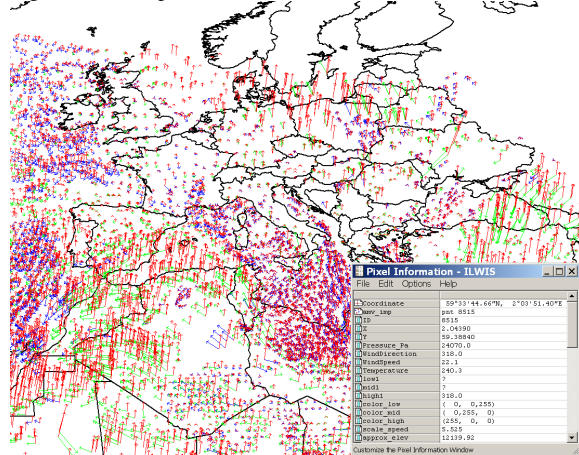 Pixel Information - ILWIS
File Edit Options Help
Coordinate 59°33'44.66"N, 2°03'51.40"E
amv_imp pnt 8515
ID 8515
X 2.04390
Y 59.38840
Pressure_Pa 24070.0
WindDirection 318.0
WindSpeed 22.1
Temperature 240.3
low1 ?
mid1 ?
high1 318.0
color_low ( 0, 0,255)
color_mid ( 0,255, 0)
color_high (255, 0, 0)
scale_speed 5.525
approx_elev 12139.92
Customize the Pixel Information Window